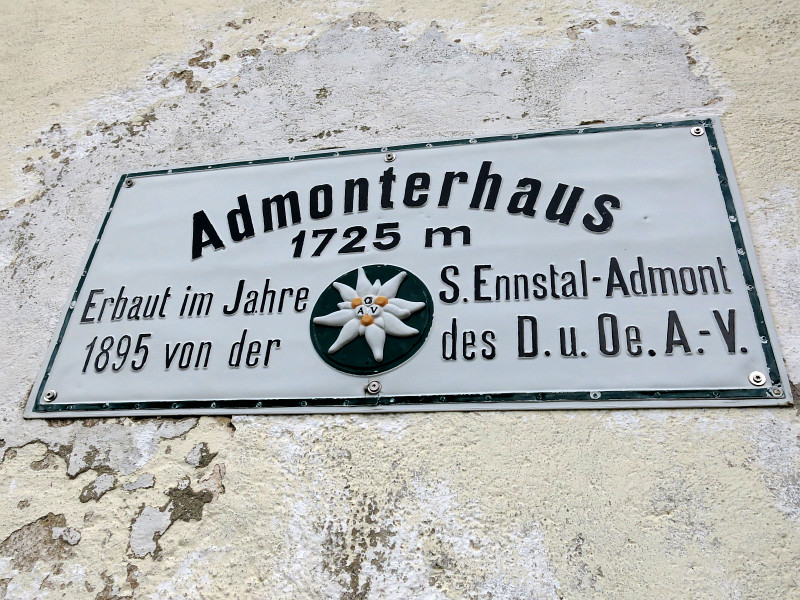 Admonterhaus
1725 m
Erbaut im Jahre S. Ennstal-Admont
1895 von der des D. u. Oe. A.-V.
a
A.V